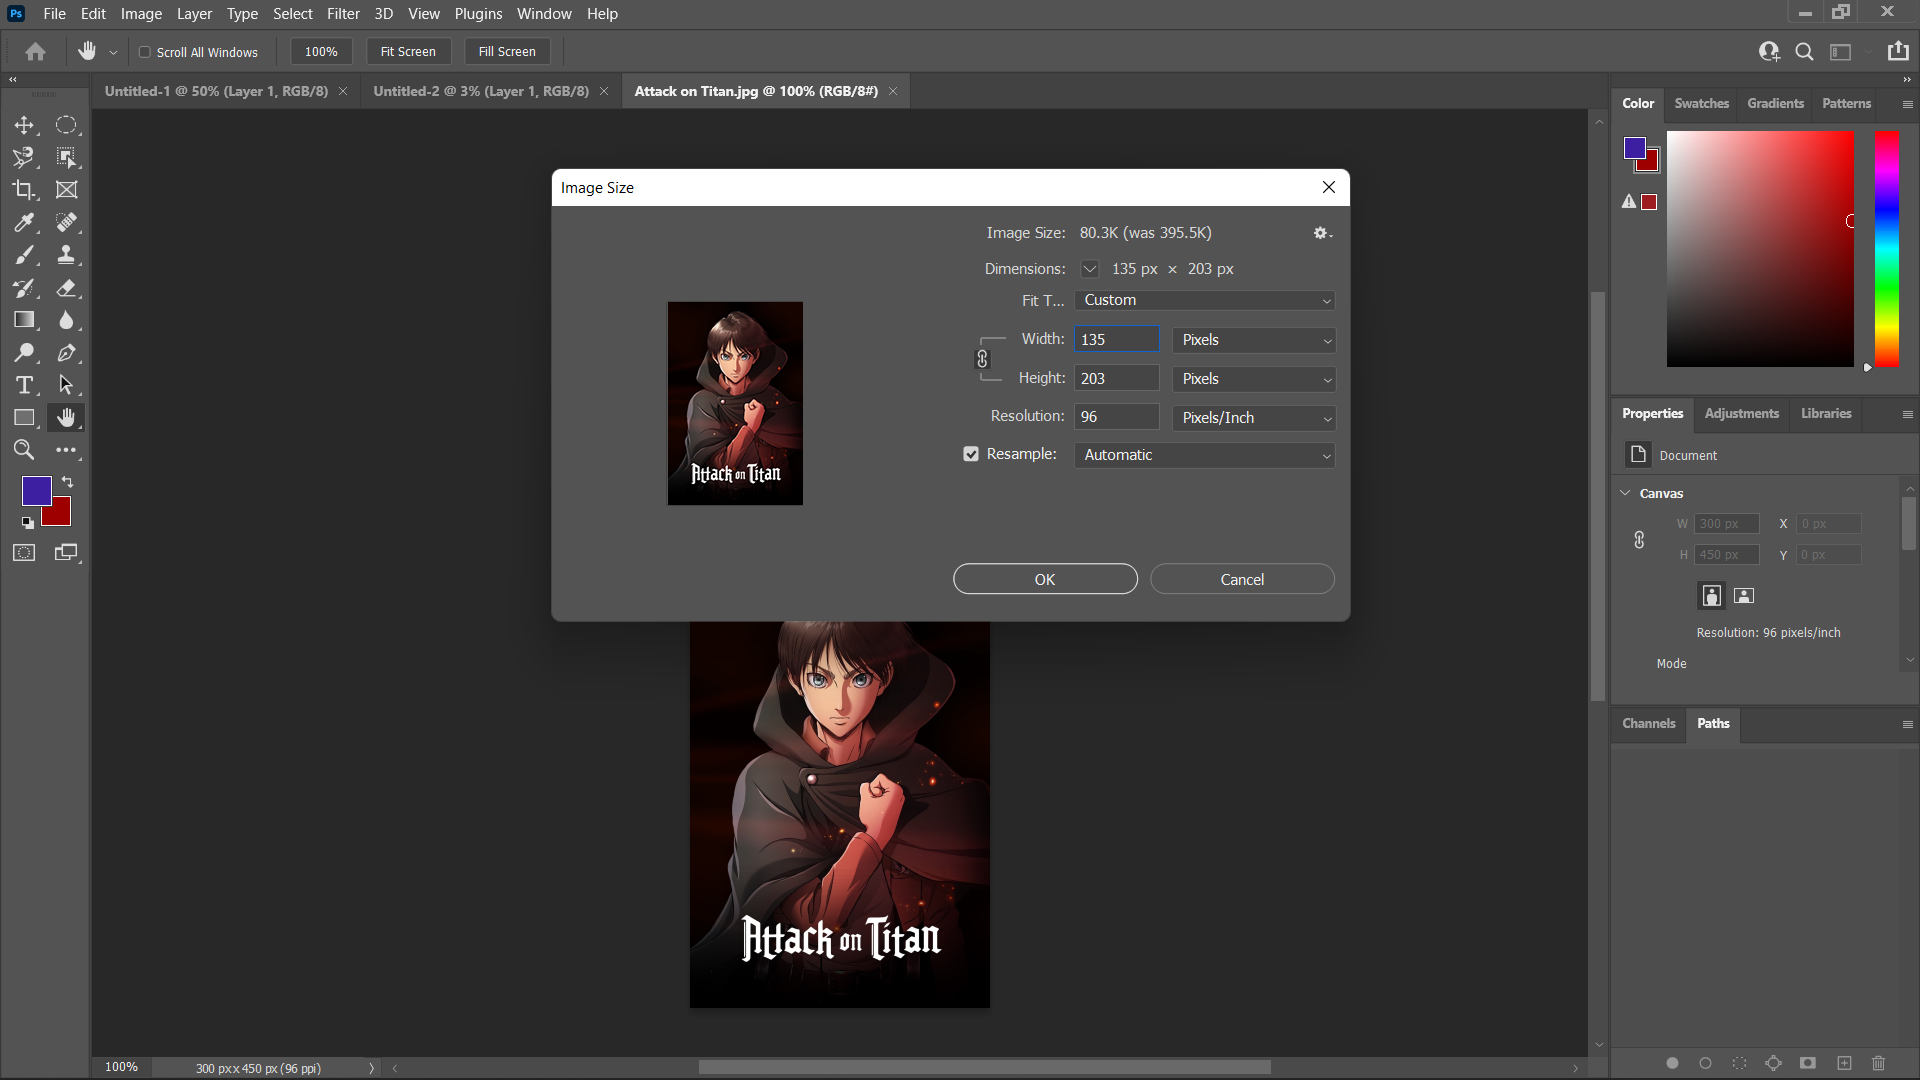 Ps File Edit Image Layer Type Select Filter 3D View Plugins Window Help
Scroll All Windows 100% Fit Screen Fill Screen
Untitled-1 @ 50% (Layer 1, RGB/8) Untitled-2 @ 3% (Layer 1, RGB/8) Attack on Titan.jpg @ 100% (RGB/8#)
Image Size
Image Size: 80.3K (was 395.5K)
Dimensions: 135 px × 203 px
Fit T... Custom
Width: 135 Pixels
Height: 203 Pixels
Resolution: 96 Pixels/Inch
Resample: Automatic
OK Cancel
Attack on Titan
Attack on Titan
Color Swatches Gradients Patterns
Properties Adjustments Libraries
Document
Canvas
W 300 px X 0 px
H 450 px Y 0 px
Resolution: 96 pixels/inch
Mode
Channels Paths
100% 300 px x 450 px (96 ppi)